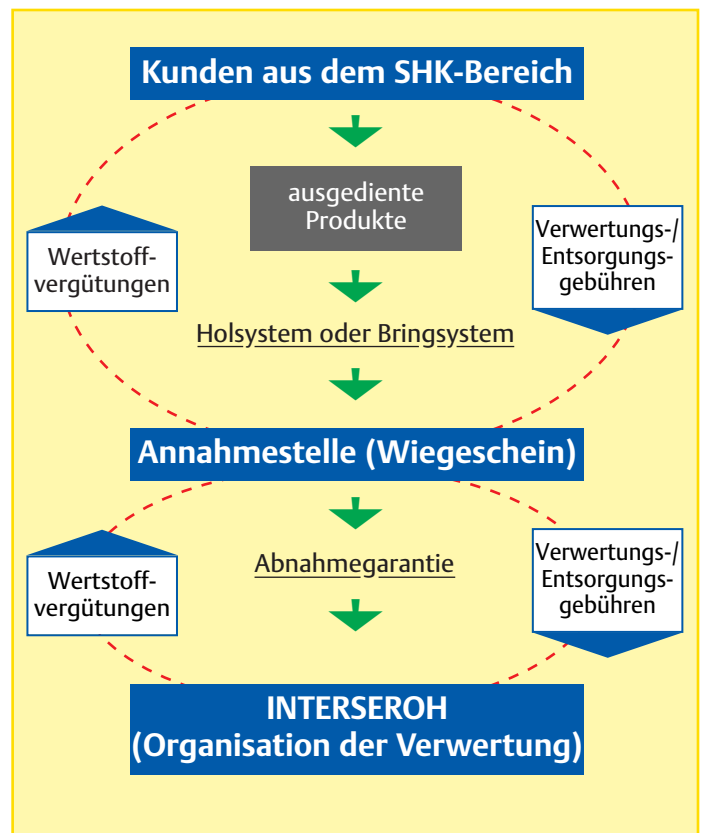 Kunden aus dem SHK-Bereich
ausgediente
Produkte
Wertstoff-
vergütungen
Verwertungs-/
Entsorgungs-
gebühren
Holsystem oder Bringsystem
Annahmestelle (Wiegeschein)
Abnahmegarantie
Wertstoff-
vergütungen
Verwertungs-/
Entsorgungs-
gebühren
INTERSEROH
(Organisation der Verwertung)